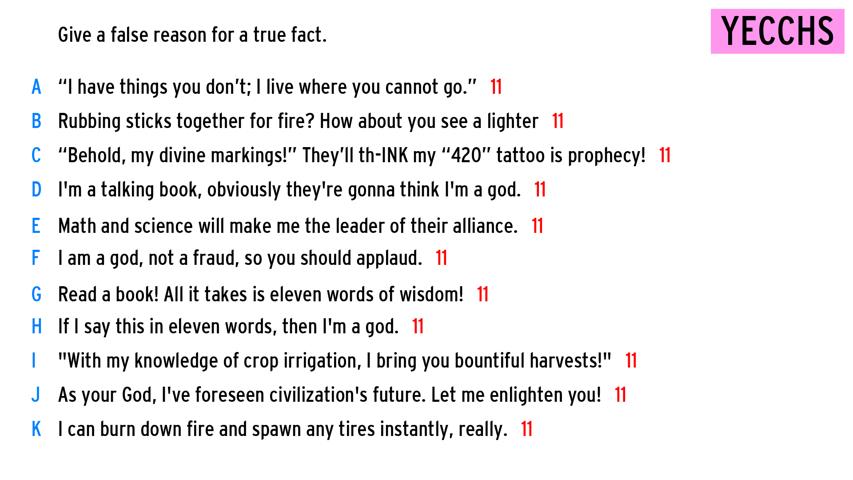 Give a false reason for a true fact.
YECCHS
A “I have things you don’t; I live where you cannot go.” 11
B Rubbing sticks together for fire? How about you see a lighter 11
C “Behold, my divine markings!” They’ll th-INK my “420” tattoo is prophecy! 11
D I'm a talking book, obviously they're gonna think I'm a god. 11
E Math and science will make me the leader of their alliance. 11
F I am a god, not a fraud, so you should applaud. 11
G Read a book! All it takes is eleven words of wisdom! 11
H If I say this in eleven words, then I'm a god. 11
I "With my knowledge of crop irrigation, I bring you bountiful harvests!" 11
J As your God, I've foreseen civilization's future. Let me enlighten you! 11
K I can burn down fire and spawn any tires instantly, really. 11